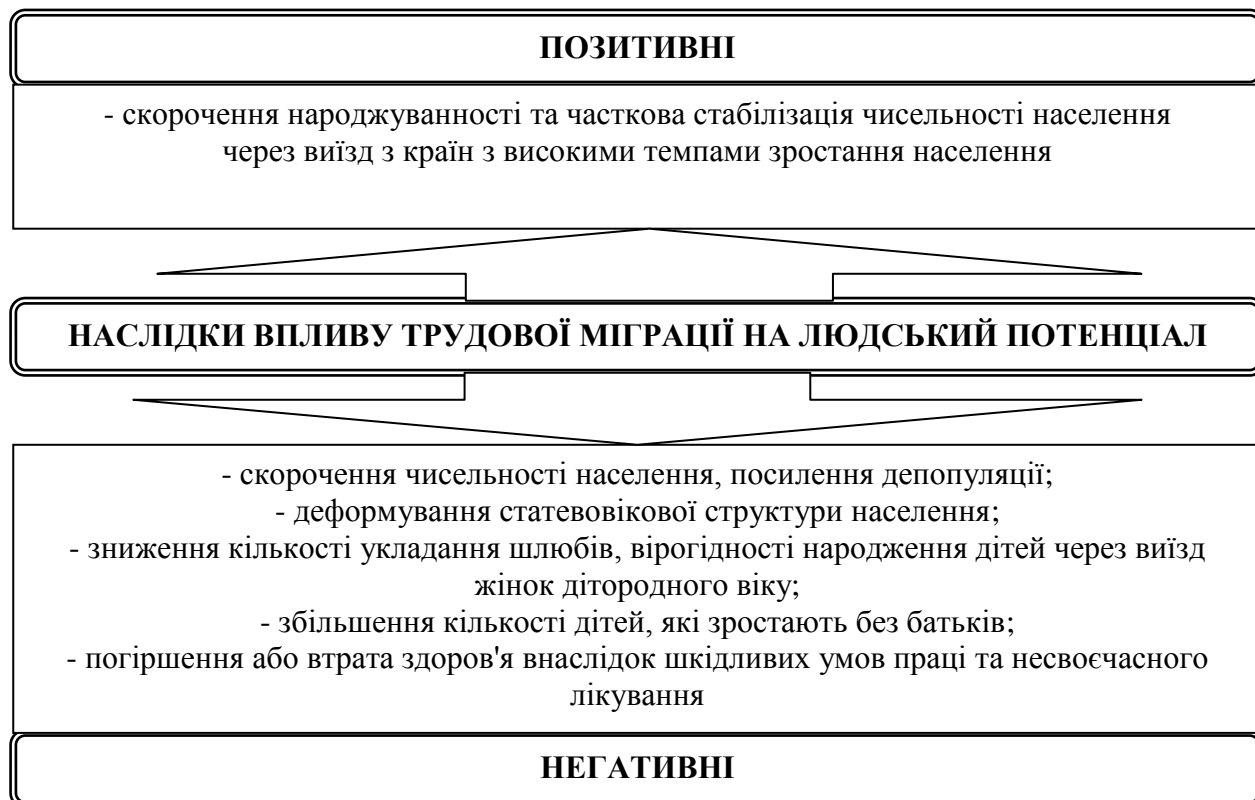 ПОЗИТИВНІ
- скорочення народжуванності та часткова стабілізація чисельності населення
через виїзд з країн з високими темпами зростання населення
НАСЛІДКИ ВПЛИВУ ТРУДОВОЇ МІГРАЦІЇ НА ЛЮДСЬКИЙ ПОТЕНЦІАЛ
- скорочення чисельності населення, посилення депопуляції;
- деформування статевовікової структури населення;
- зниження кількості укладання шлюбів, вірогідності народження дітей через виїзд
жінок дітородного віку;
- збільшення кількості дітей, які зростають без батьків;
- погіршення або втрата здоров'я внаслідок шкідливих умов праці та несвоєчасного
лікування
НЕГАТИВНІ